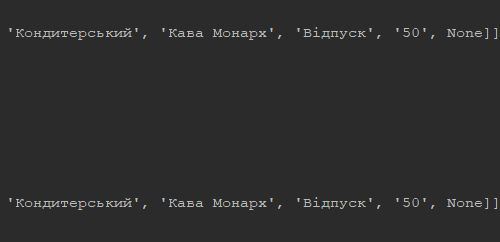 'Кондитерський', 'Кава Монарх', 'Відпуск', '50', None]]
'Кондитерський', 'Кава Монарх', 'Відпуск', '50', None]]